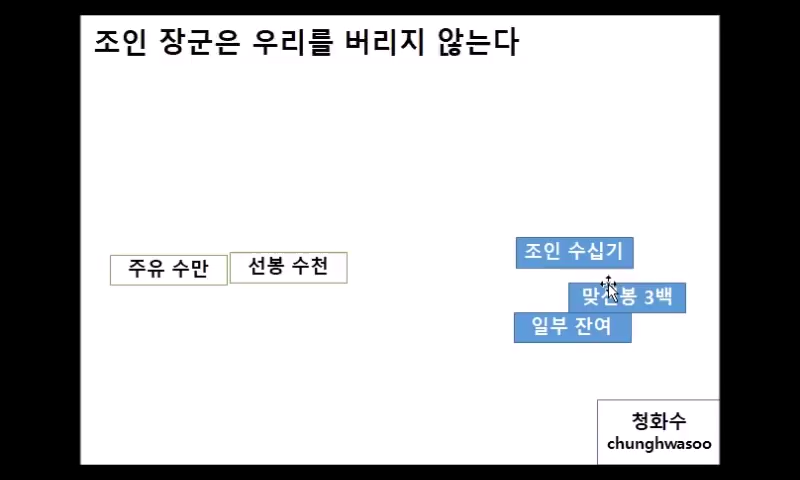 조인 장군은 우리를 버리지 않는다
조인 수십기
주유 수만
선봉 수천
맞선봉 3백
일부 잔여
청화수
chunghwasoo